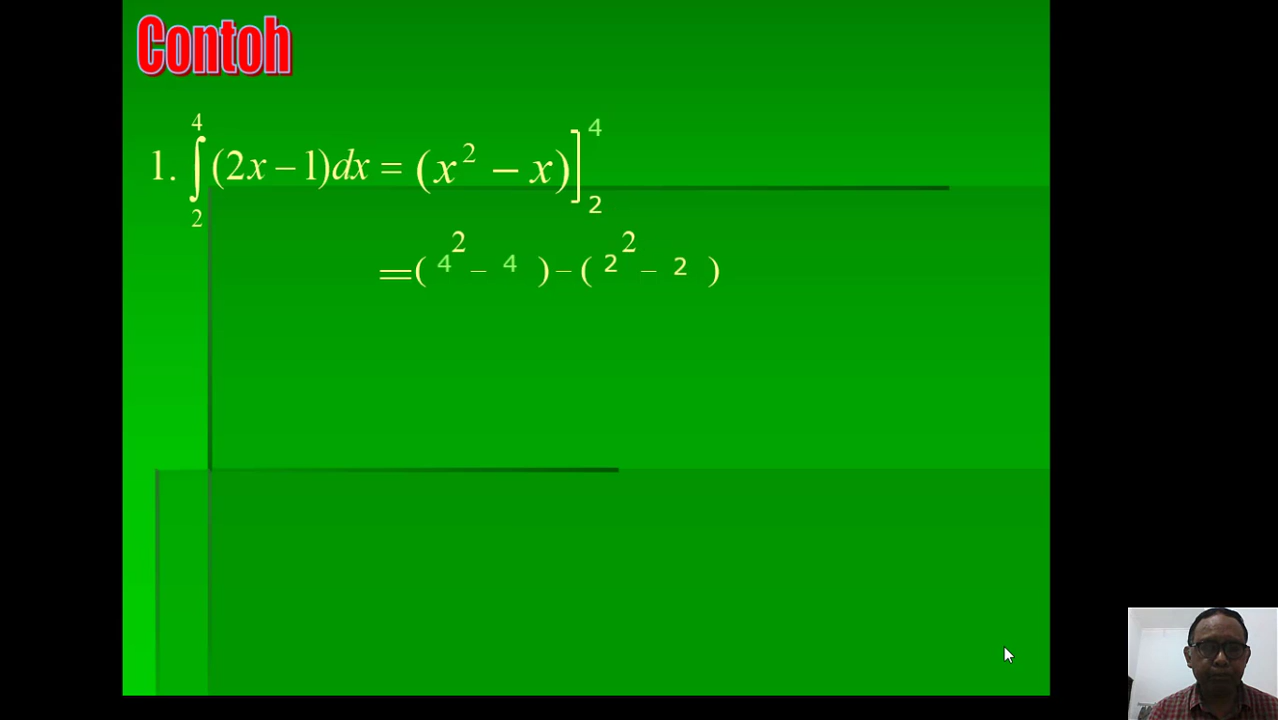 Contoh
1. ∫₂⁴ (2x − 1)dx = (x² − x)]₂⁴
= (4² − 4) − (2² − 2)